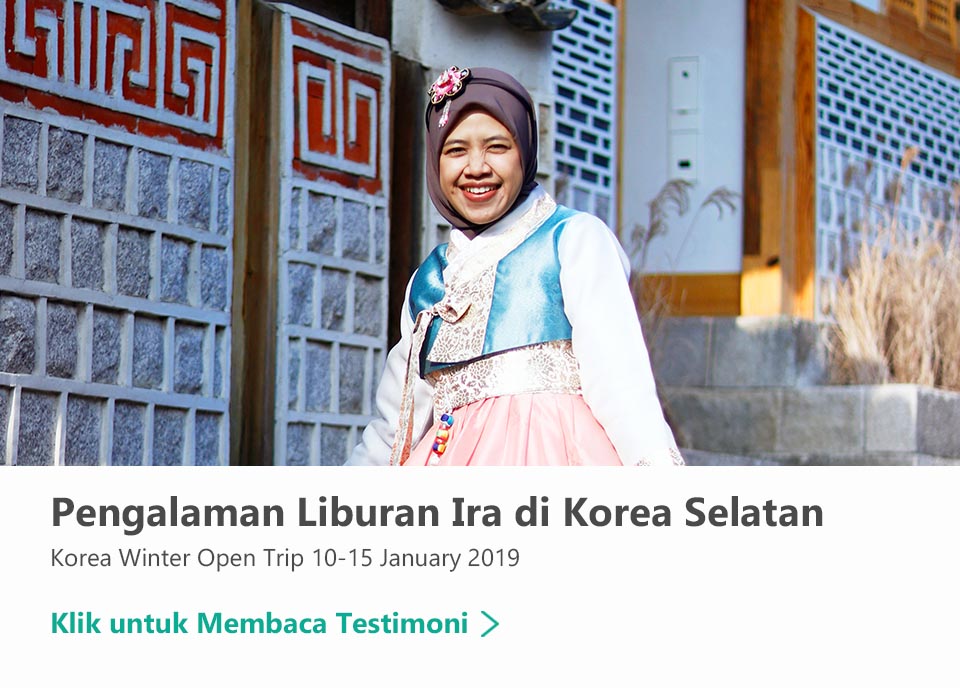 Pengalaman Liburan Ira di Korea Selatan
Korea Winter Open Trip 10-15 January 2019
Klik untuk Membaca Testimoni